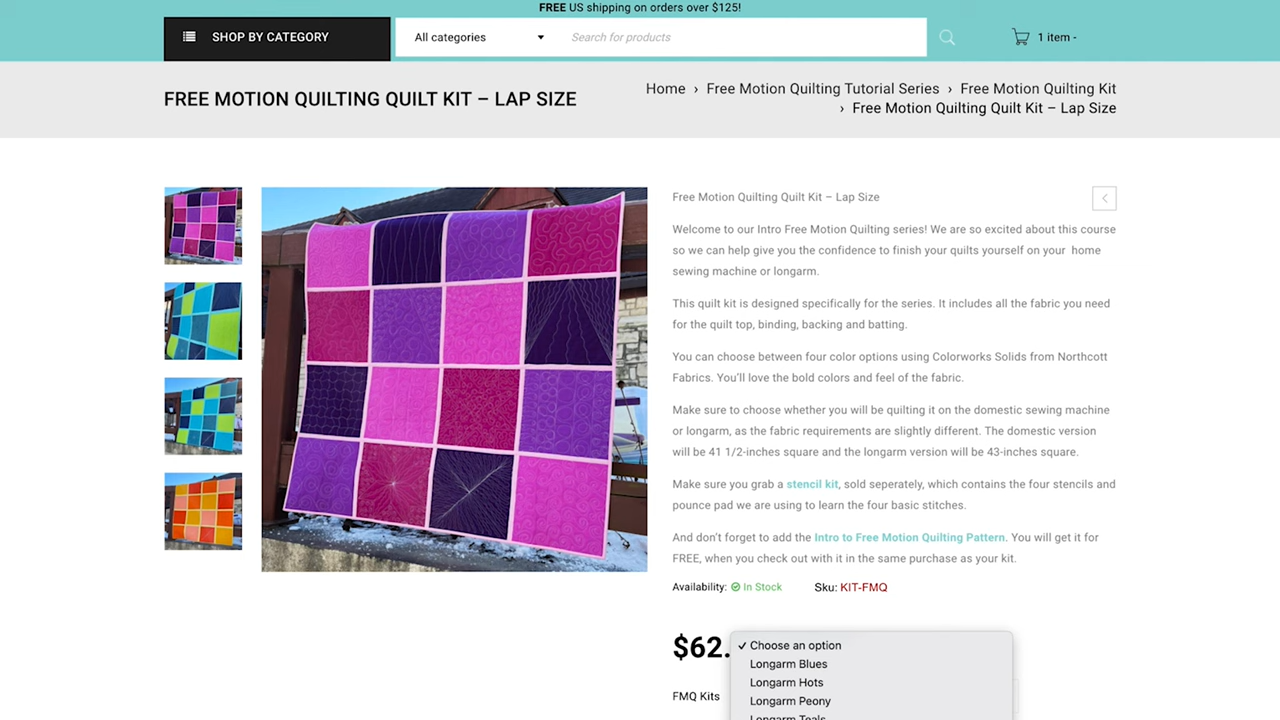 FREE US shipping on orders over $125!
SHOP BY CATEGORY
All categories
Search for products
1 item -
FREE MOTION QUILTING QUILT KIT – LAP SIZE
Home › Free Motion Quilting Tutorial Series › Free Motion Quilting Kit
› Free Motion Quilting Quilt Kit – Lap Size
Free Motion Quilting Quilt Kit – Lap Size
Welcome to our Intro Free Motion Quilting series! We are so excited about this course
so we can help give you the confidence to finish your quilts yourself on your home
sewing machine or longarm.
This quilt kit is designed specifically for the series. It includes all the fabric you need
for the quilt top, binding, backing and batting.
You can choose between four color options using Colorworks Solids from Northcott
Fabrics. You’ll love the bold colors and feel of the fabric.
Make sure to choose whether you will be quilting it on the domestic sewing machine
or longarm, as the fabric requirements are slightly different. The domestic version
will be 41 1/2-inches square and the longarm version will be 43-inches square.
Make sure you grab a stencil kit, sold seperately, which contains the four stencils and
pounce pad we are using to learn the four basic stitches.
And don’t forget to add the Intro to Free Motion Quilting Pattern. You will get it for
FREE, when you check out with it in the same purchase as your kit.
Availability: In Stock Sku: KIT-FMQ
$62.
Choose an option
Longarm Blues
Longarm Hots
FMQ Kits
Longarm Peony
Longarm Teals